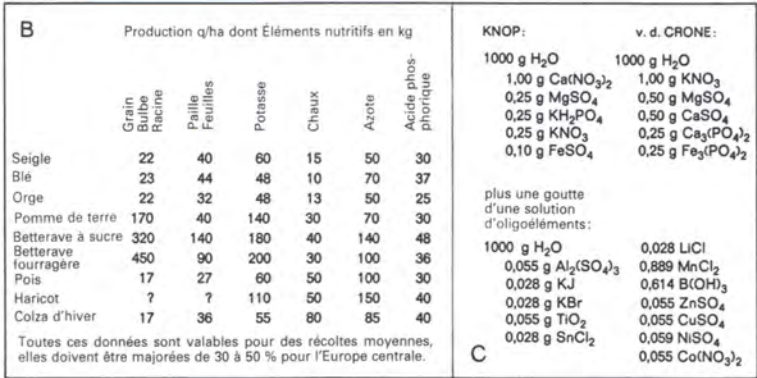 B
Production q/ha dont Éléments nutritifs en kg
Grain Bulbe Racine
Paille Feuilles
Potasse
Chaux
Azote
Acide phos- phorique
Seigle 22 40 60 15 50 30
Blé 23 44 48 10 70 37
Orge 22 32 48 13 50 25
Pomme de terre 170 40 140 30 70 30
Betterave à sucre 320 140 180 40 140 48
Betterave fourragère 450 90 200 30 100 36
Pois 17 27 60 50 100 30
Haricot ? ? 110 50 150 40
Colza d'hiver 17 36 55 80 85 40
Toutes ces données sont valables pour des récoltes moyennes,
elles doivent être majorées de 30 à 50 % pour l'Europe centrale.
KNOP:
1000 g H₂O
1,00 g Ca(NO₃)₂
0,25 g MgSO₄
0,25 g KH₂PO₄
0,25 g KNO₃
0,10 g FeSO₄
v. d. CRONE:
1000 g H₂O
1,00 g KNO₃
0,50 g MgSO₄
0,50 g CaSO₄
0,25 g Ca₃(PO₄)₂
0,25 g Fe₃(PO₄)₂
plus une goutte
d'une solution
d'oligoéléments:
1000 g H₂O
0,055 g Al₂(SO₄)₃
0,028 g KJ
0,028 g KBr
0,055 g TiO₂
0,028 g SnCl₂
0,028 LiCl
0,889 MnCl₂
0,614 B(OH)₃
0,055 ZnSO₄
0,055 CuSO₄
0,059 NiSO₄
0,055 Co(NO₃)₂
C